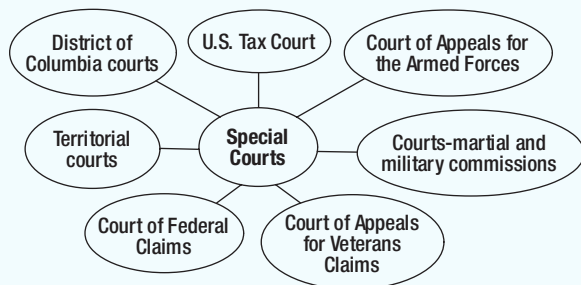 District of
Columbia courts
U.S. Tax Court
Court of Appeals for
the Armed Forces
Territorial
courts
Special
Courts
Courts-martial and
military commissions
Court of Federal
Claims
Court of Appeals
for Veterans
Claims